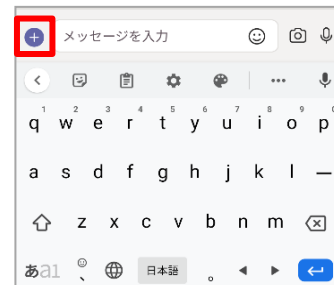 メッセージを入力
1 2 3 4 5 6 7 8 9 0
q w e r t y u i o p
a s d f g h j k l ー
z x c v b n m
あa1 、 日本語 。